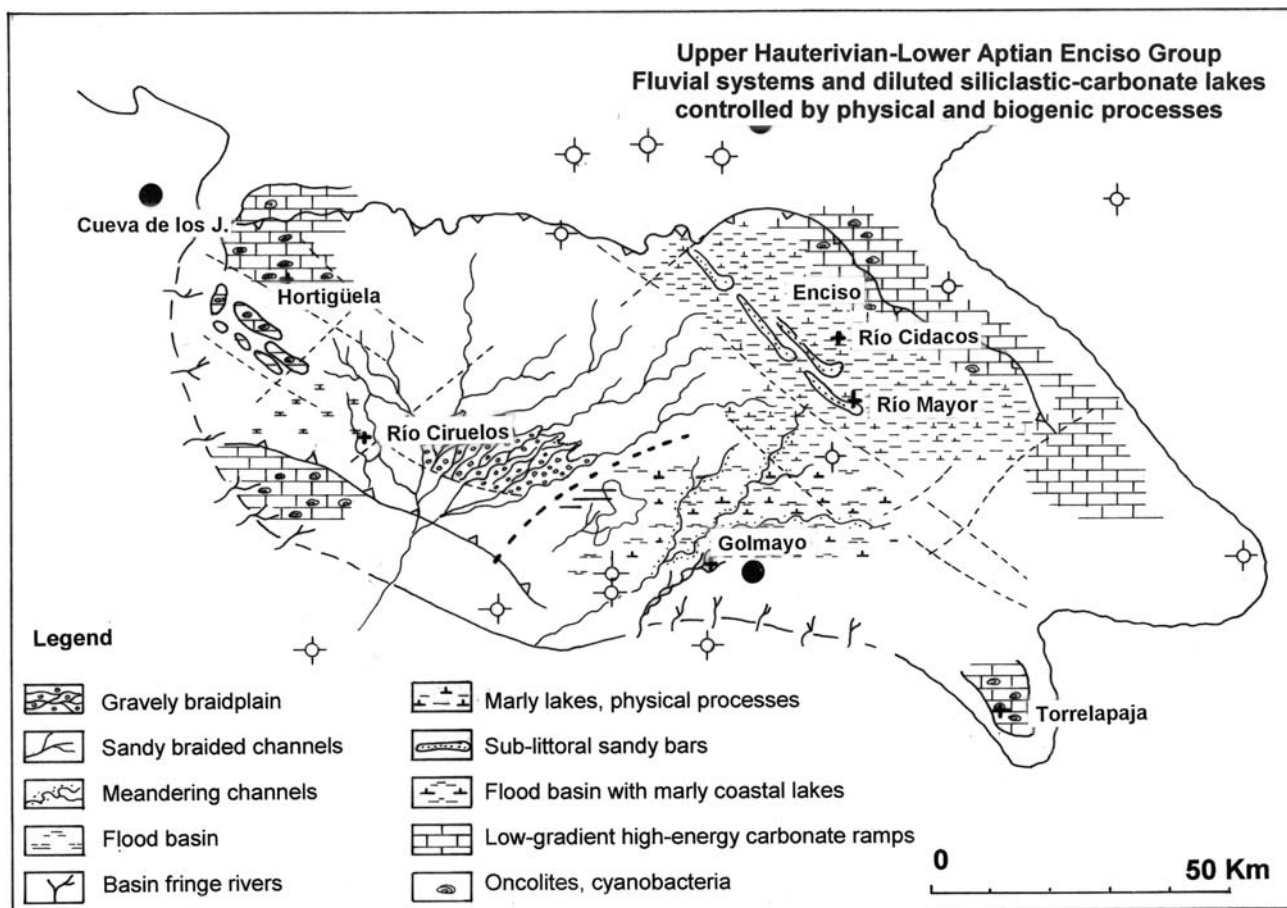 Upper Hauterivian-Lower Aptian Enciso Group
Fluvial systems and diluted siliclastic-carbonate lakes
controlled by physical and biogenic processes
Cueva de los J.
Hortigüela
Enciso
Río Cidacos
Río Mayor
Río Ciruelos
Golmayo
Torrelapaja
Legend
Gravely braidplain
Sandy braided channels
Meandering channels
Flood basin
Basin fringe rivers
Marly lakes, physical processes
Sub-littoral sandy bars
Flood basin with marly coastal lakes
Low-gradient high-energy carbonate ramps
Oncolites, cyanobacteria
0
50 Km